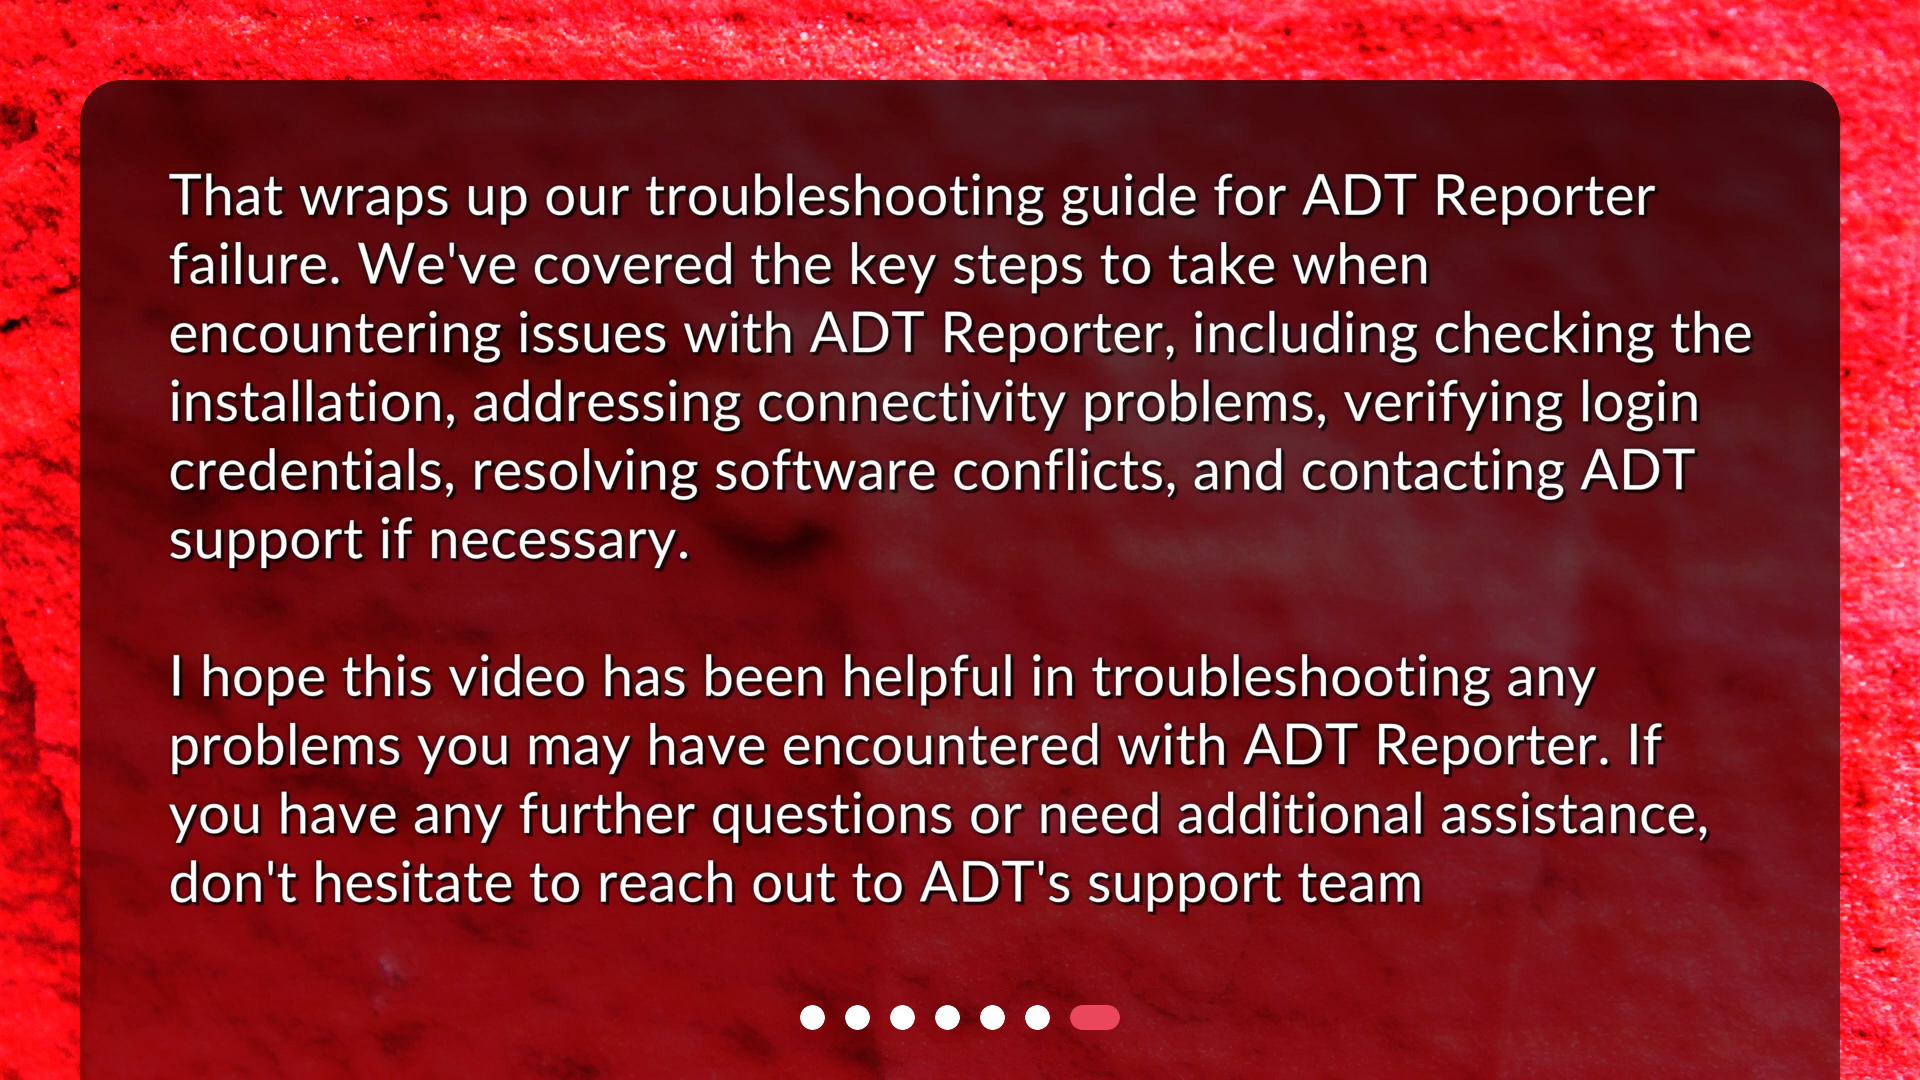 That wraps up our troubleshooting guide for ADT Reporter
failure. We've covered the key steps to take when
encountering issues with ADT Reporter, including checking the
installation, addressing connectivity problems, verifying login
credentials, resolving software conflicts, and contacting ADT
support if necessary.
I hope this video has been helpful in troubleshooting any
problems you may have encountered with ADT Reporter. If
you have any further questions or need additional assistance,
don't hesitate to reach out to ADT's support team